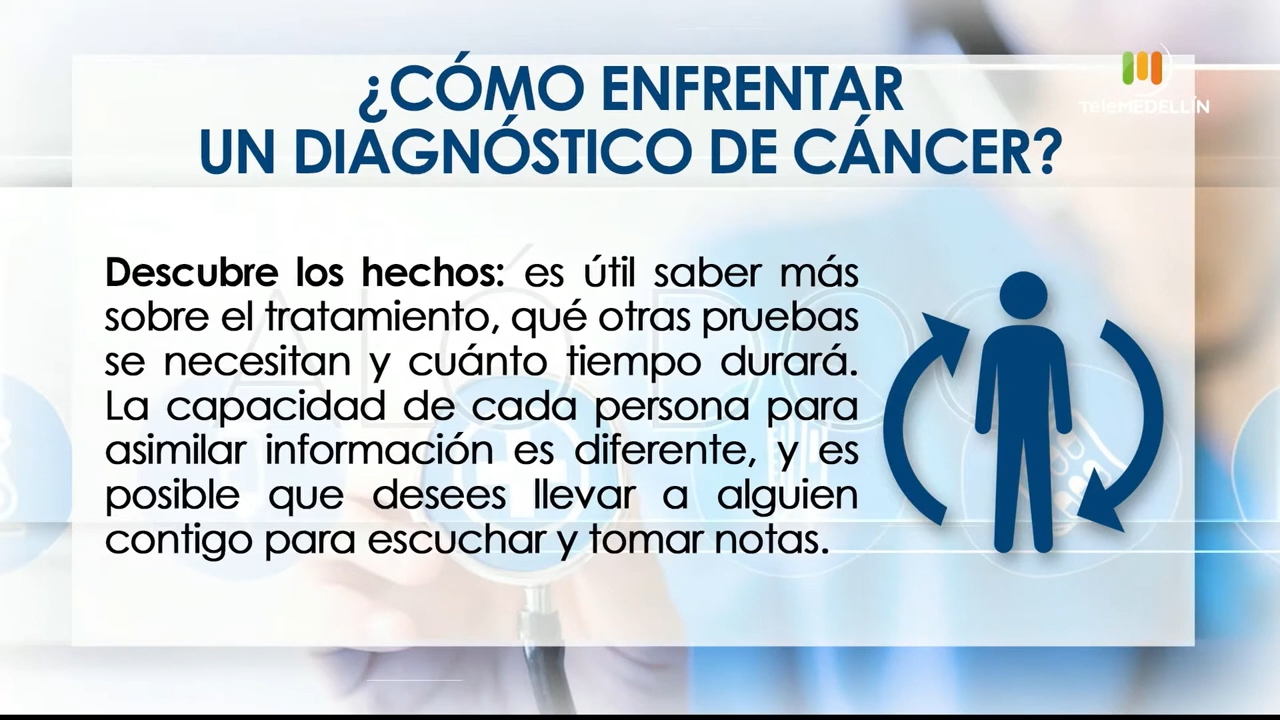 ¿CÓMO ENFRENTAR
UN DIAGNÓSTICO DE CÁNCER?
TeleMEDELLÍN
Descubre los hechos: es útil saber más
sobre el tratamiento, qué otras pruebas
se necesitan y cuánto tiempo durará.
La capacidad de cada persona para
asimilar información es diferente, y es
posible que desees llevar a alguien
contigo para escuchar y tomar notas.